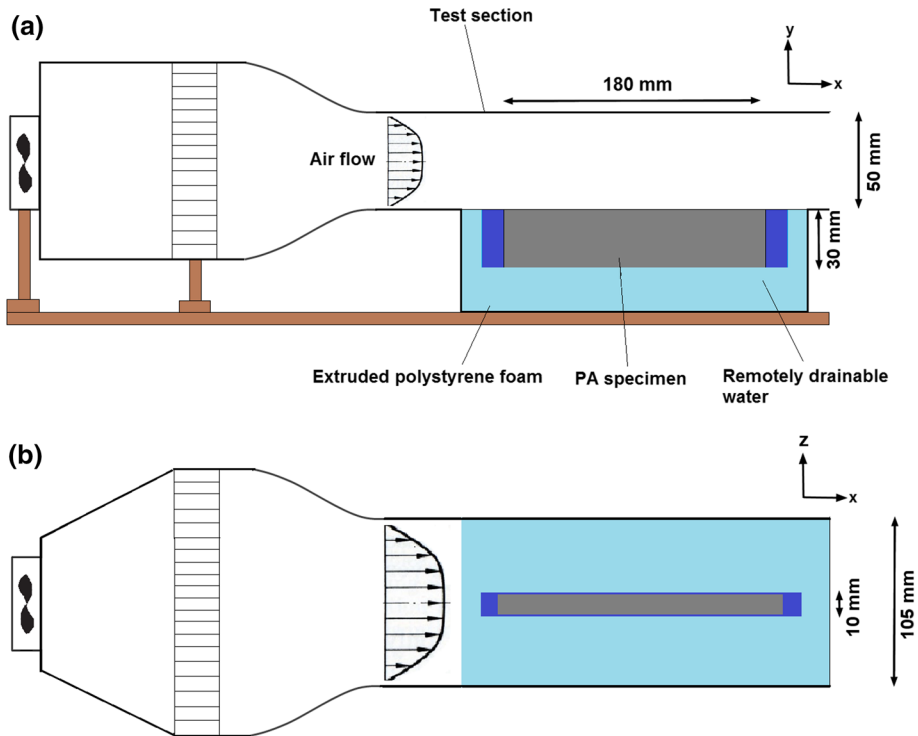 (a)
Test section
y
x
180 mm
Air flow
50 mm
30 mm
Extruded polystyrene foam
PA specimen
Remotely drainable
water
(b)
z
x
10 mm
105 mm